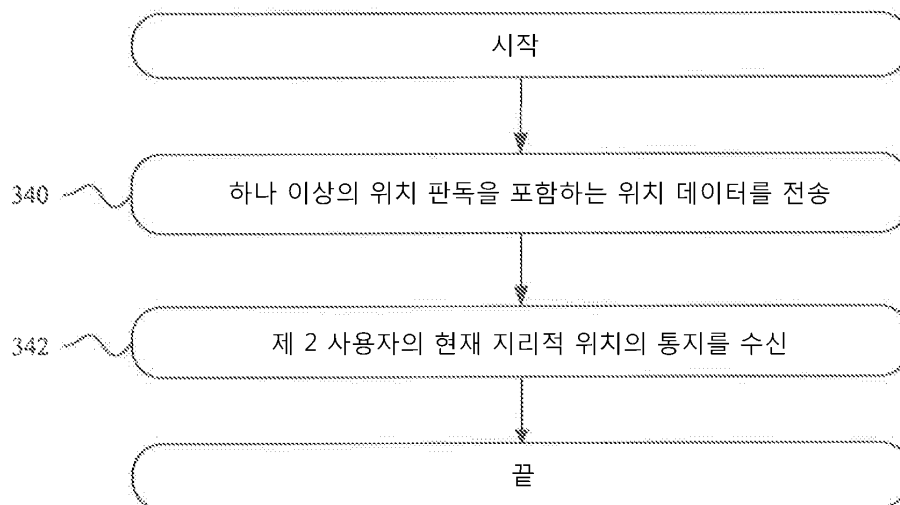 시작
340
하나 이상의 위치 판독을 포함하는 위치 데이터를 전송
342
제 2 사용자의 현재 지리적 위치의 통지를 수신
끝